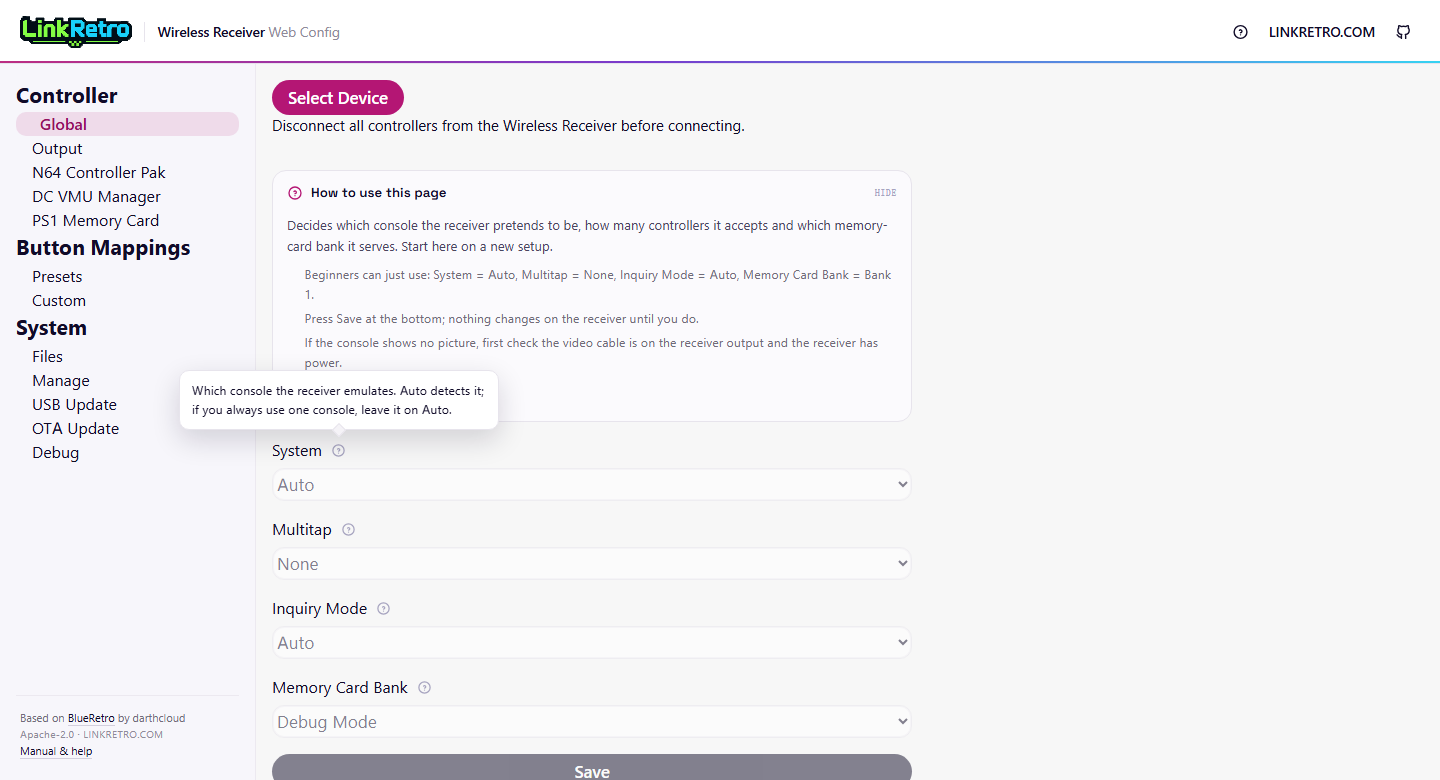 LinkRetro
Wireless Receiver Web Config
LINKRETRO.COM
Controller
Global
Output
N64 Controller Pak
DC VMU Manager
PS1 Memory Card
Button Mappings
Presets
Custom
System
Files
Manage
USB Update
OTA Update
Debug
Based on BlueRetro by darthcloud
Apache-2.0 · LINKRETRO.COM
Manual & help
Select Device
Disconnect all controllers from the Wireless Receiver before connecting.
How to use this page
HIDE
Decides which console the receiver pretends to be, how many controllers it accepts and which memory-
card bank it serves. Start here on a new setup.
Beginners can just use: System = Auto, Multitap = None, Inquiry Mode = Auto, Memory Card Bank = Bank
1.
Press Save at the bottom; nothing changes on the receiver until you do.
If the console shows no picture, first check the video cable is on the receiver output and the receiver has
power.
Which console the receiver emulates. Auto detects it;
if you always use one console, leave it on Auto.
System
Auto
Multitap
None
Inquiry Mode
Auto
Memory Card Bank
Debug Mode
Save